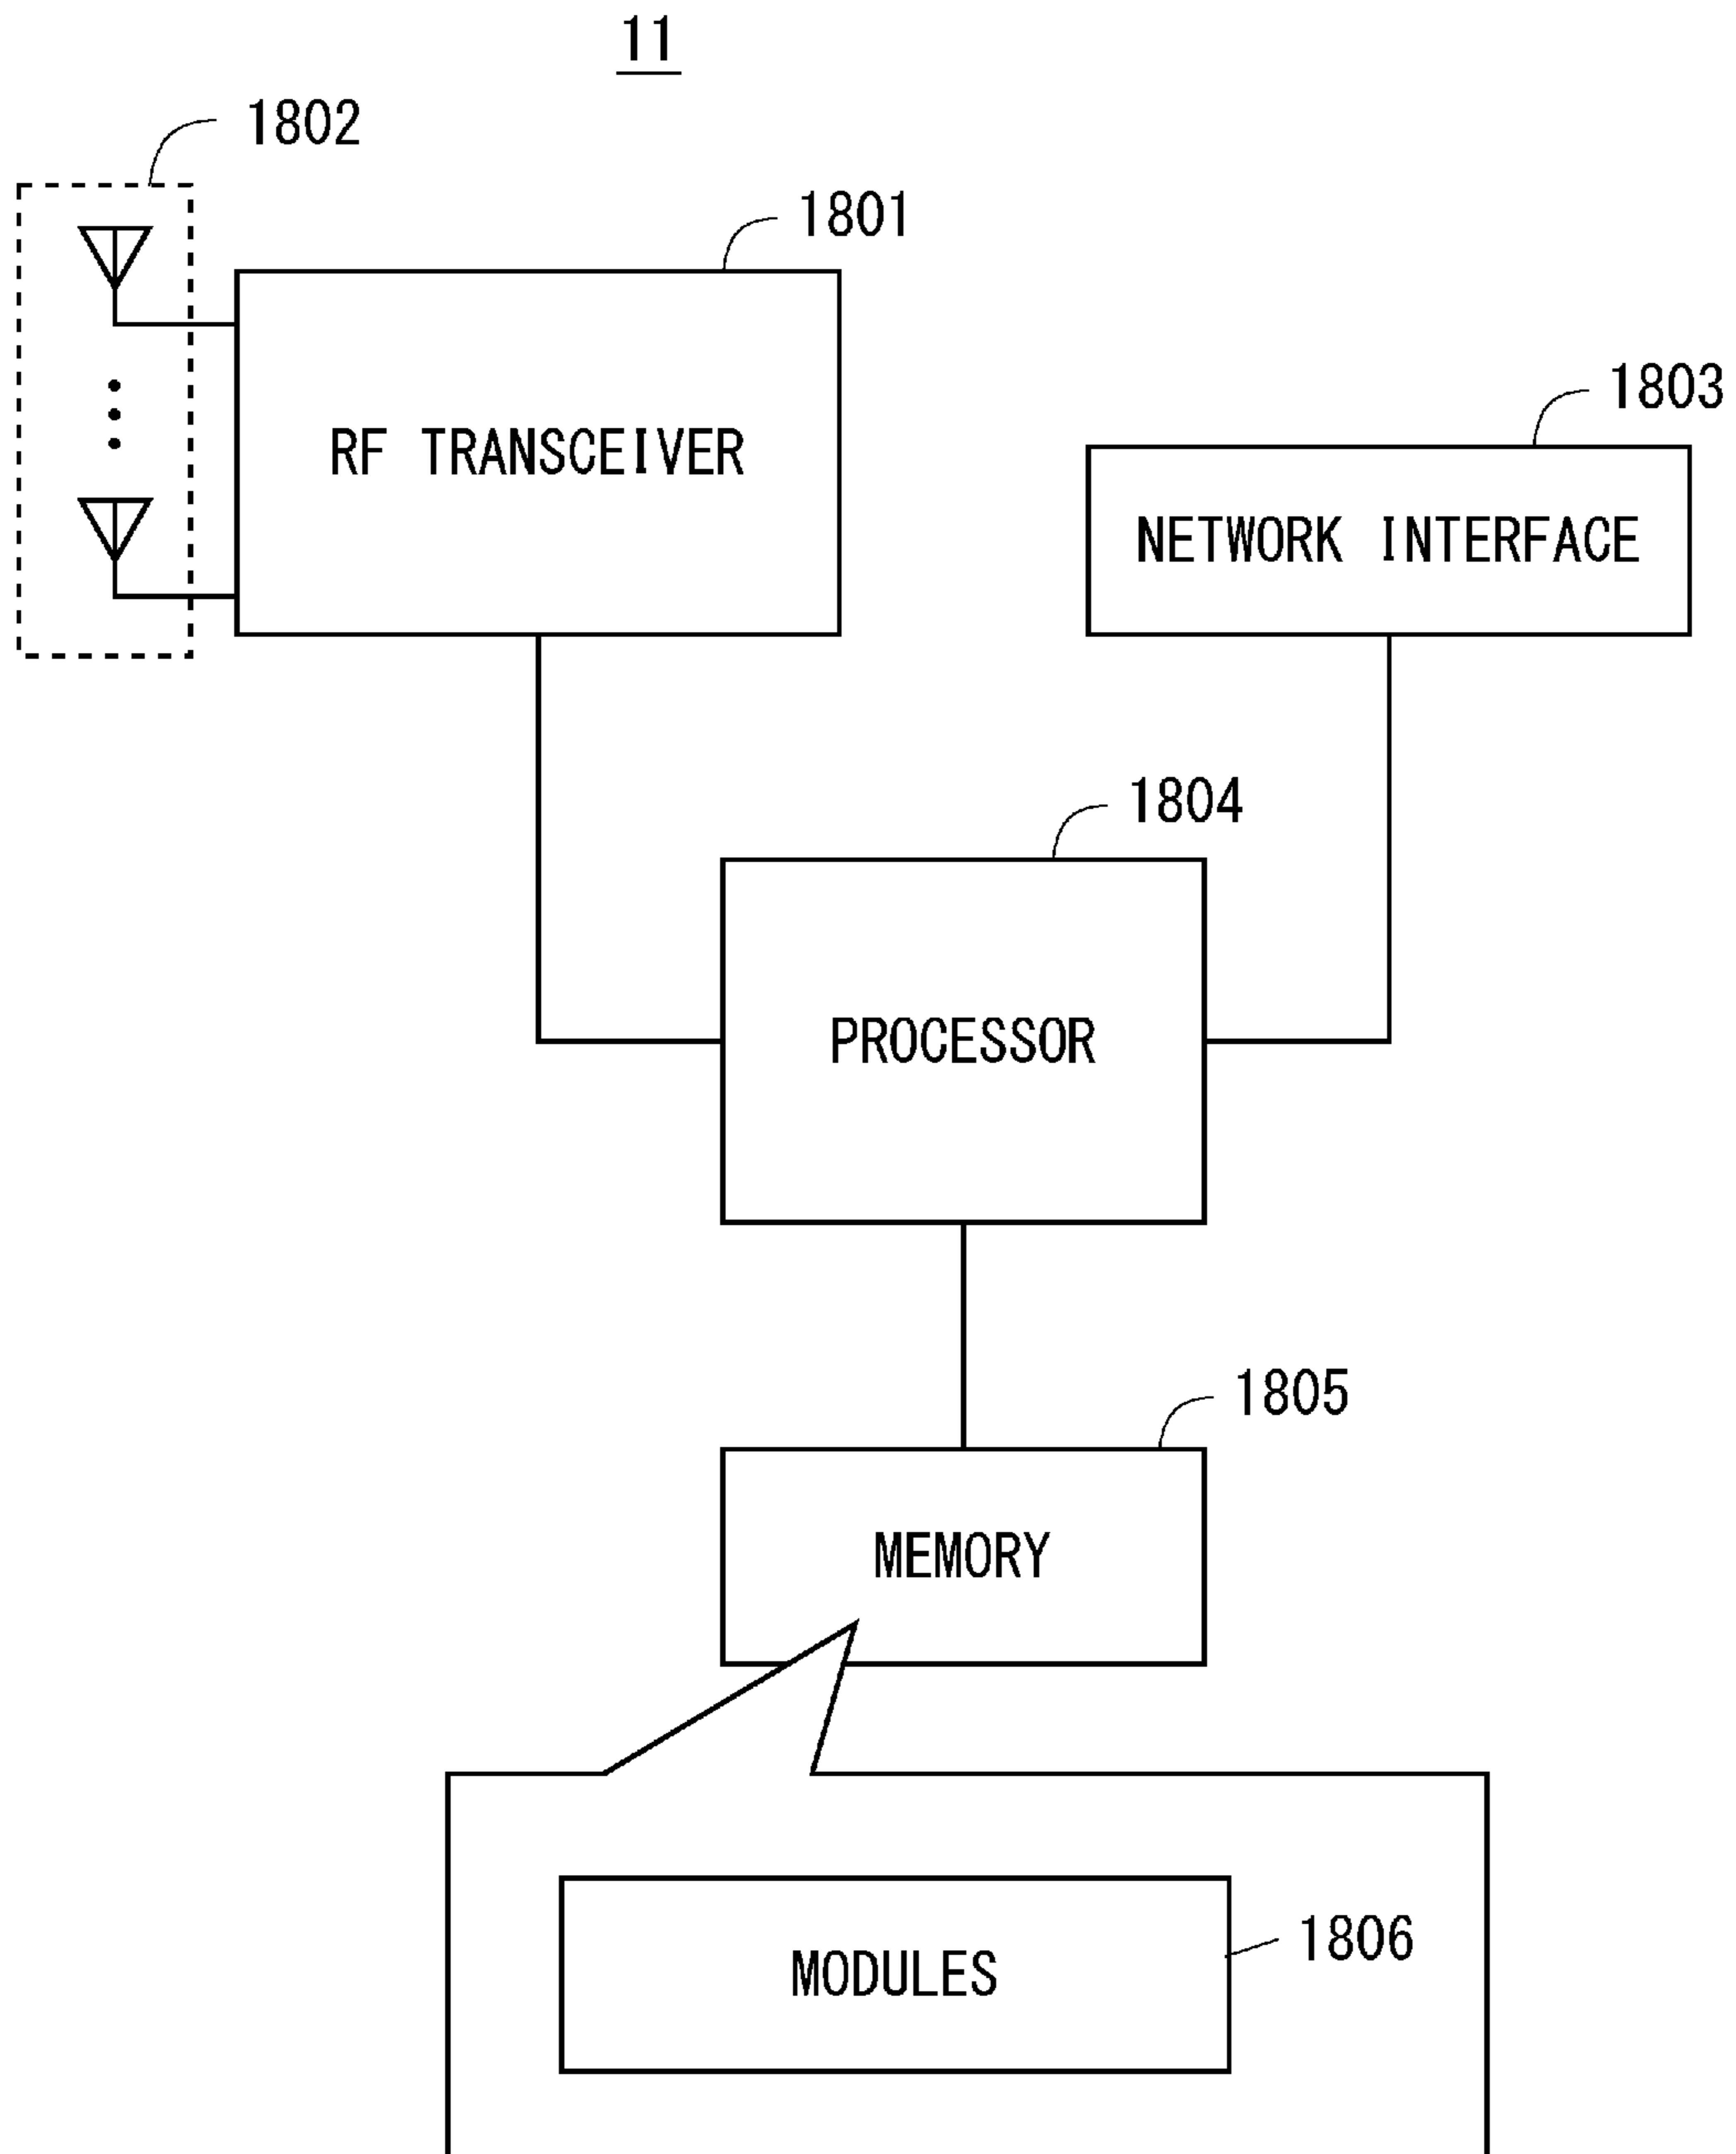 11
1802
1801
RF TRANSCEIVER
1803
NETWORK INTERFACE
1804
PROCESSOR
1805
MEMORY
1806
MODULES